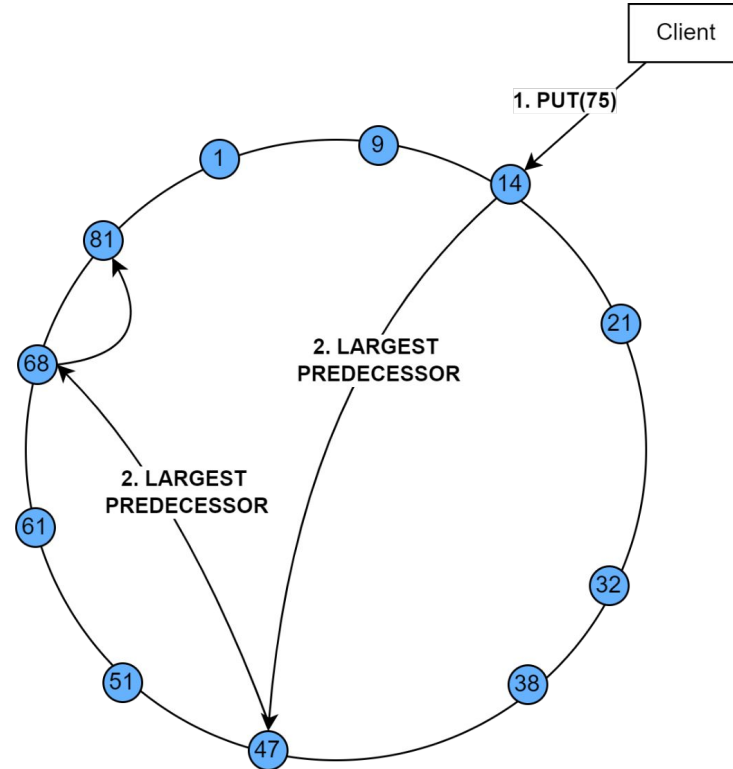 Client
1. PUT(75)
9
1
14
81
21
2. LARGEST
PREDECESSOR
68
2. LARGEST
PREDECESSOR
61
32
51
38
47